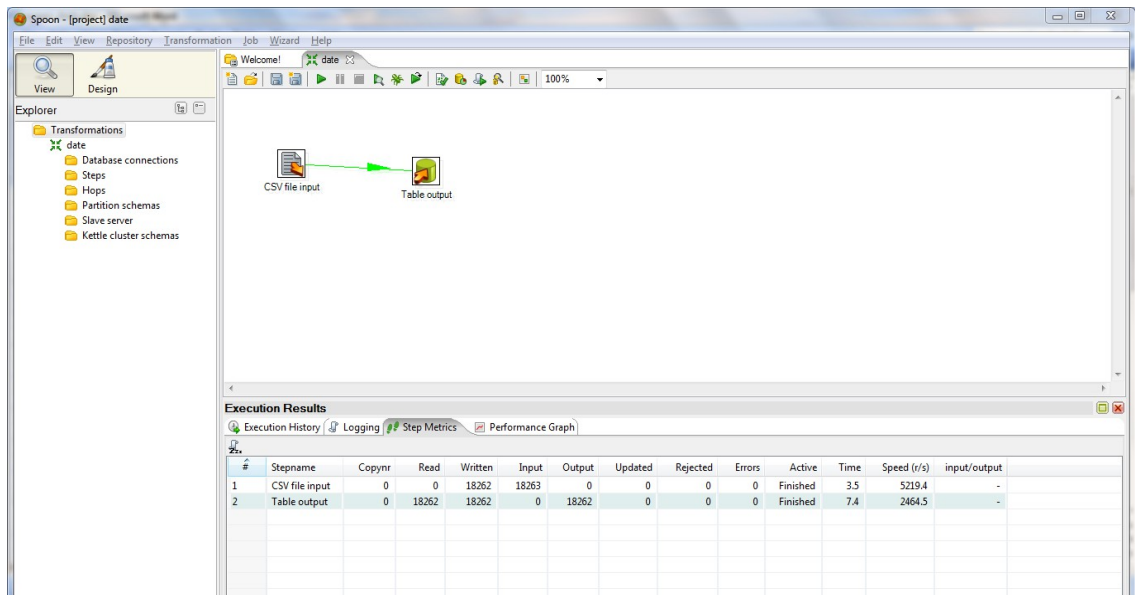 Spoon - [project] date
File Edit View Repository Transformation Job Wizard Help
View Design
Explorer
Transformations
date
Database connections
Steps
Hops
Partition schemas
Slave server
Kettle cluster schemas
Welcome! date
100%
CSV file input
Table output
Execution Results
Execution History Logging Step Metrics Performance Graph
# Stepname Copynr Read Written Input Output Updated Rejected Errors Active Time Speed (r/s) input/output
1 CSV file input 0 0 18262 18263 0 0 0 0 Finished 3.5 5219.4 -
2 Table output 0 18262 18262 0 18262 0 0 0 Finished 7.4 2464.5 -